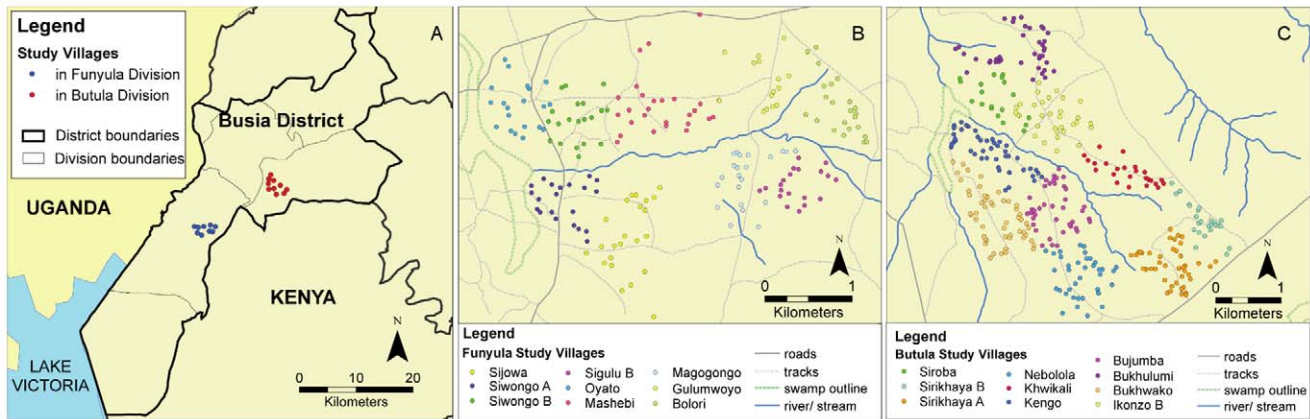 Legend
Study Villages
in Funyula Division
in Butula Division
District boundaries
Division boundaries
A
Busia District
UGANDA
KENYA
LAKE
VICTORIA
N
0 10 20
Kilometers
B
N
0 1
Kilometers
Legend
Funyula Study Villages
Sijowa
Siwongo A
Siwongo B
Sigulu B
Oyato
Mashebi
Magogongo
Gulumwoyo
Bolori
roads
tracks
swamp outline
river/ stream
C
N
0 1
Kilometers
Legend
Butula Study Villages
Siroba
Sirikhaya B
Sirikhaya A
Nebolola
Khwikali
Kengo
Bujumba
Bukhulumi
Bukhwako
Ikonzo B
roads
tracks
swamp outline
river/ stream